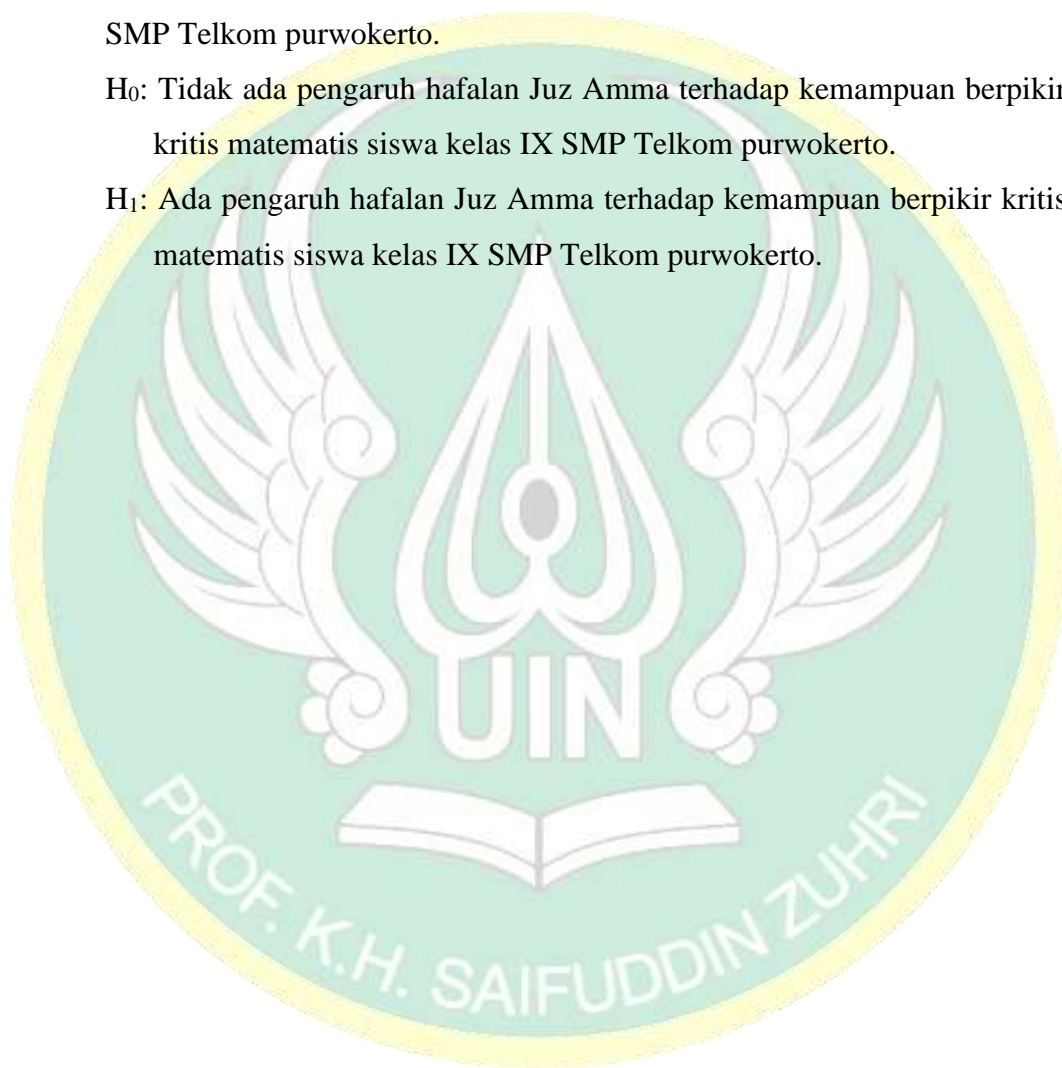 SMP Telkom purwokerto.
H₀: Tidak ada pengaruh hafalan Juz Amma terhadap kemampuan berpikir
kritis matematis siswa kelas IX SMP Telkom purwokerto.
H₁: Ada pengaruh hafalan Juz Amma terhadap kemampuan berpikir kritis
matematis siswa kelas IX SMP Telkom purwokerto.
UIN
PROF. K.H. SAIFUDDIN ZUHRI